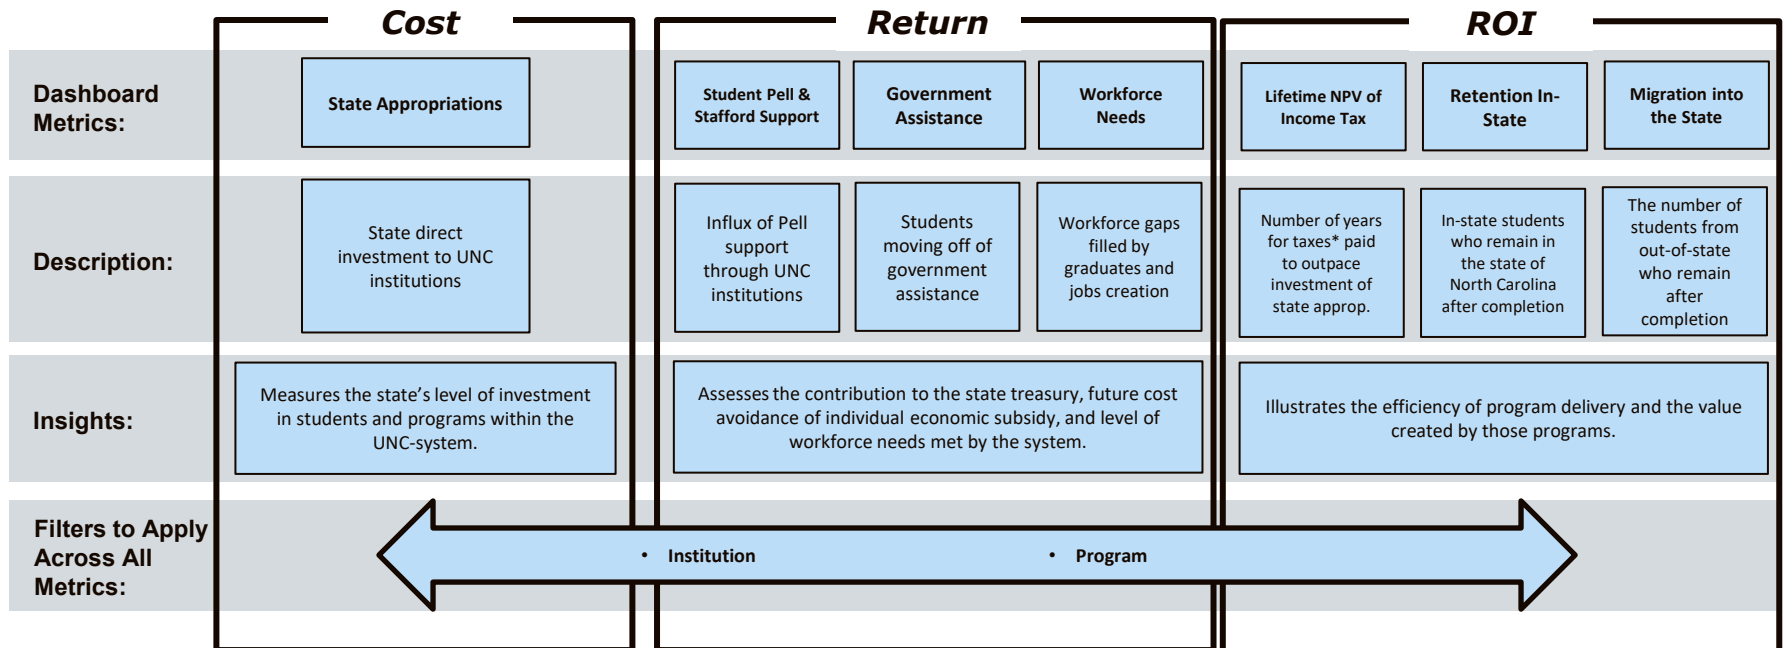 Cost
Return
ROI
Dashboard
Metrics:
State Appropriations
Student Pell &
Stafford Support
Government
Assistance
Workforce
Needs
Lifetime NPV of
Income Tax
Retention In-
State
Migration into
the State
Description:
State direct
investment to UNC
institutions
Influx of Pell
support
through UNC
institutions
Students
moving off of
government
assistance
Workforce gaps
filled by
graduates and
jobs creation
Number of years
for taxes* paid
to outpace
investment of
state approp.
In-state students
who remain in
the state of
North Carolina
after completion
The number of
students from
out-of-state
who remain
after
completion
Insights:
Measures the state’s level of investment
in students and programs within the
UNC-system.
Assesses the contribution to the state treasury, future cost
avoidance of individual economic subsidy, and level of
workforce needs met by the system.
Illustrates the efficiency of program delivery and the value
created by those programs.
Filters to Apply
Across All
Metrics:
• Institution
• Program